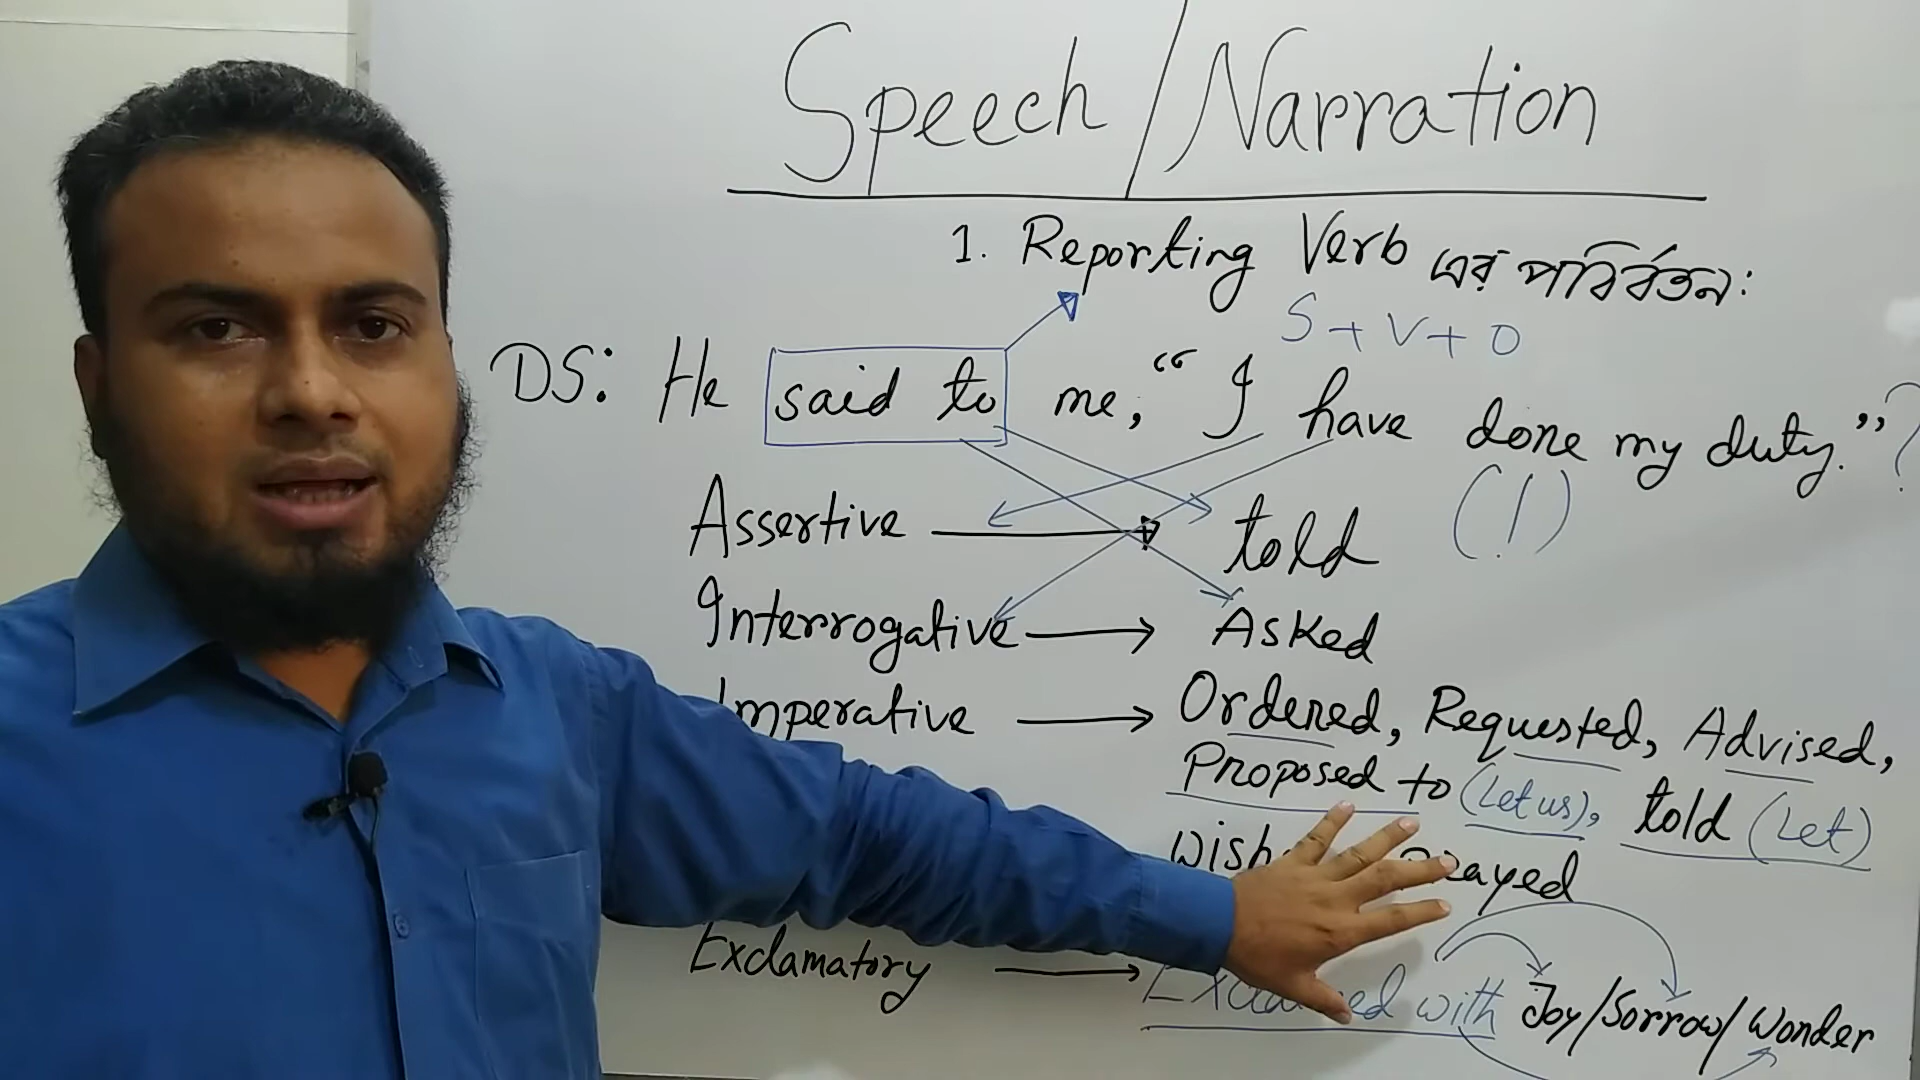 Speech/Narration
1. Reporting Verb এর পরিবর্তন:
S + V + O
DS: He said to me, “I have done my duty.” ?
(!)
Assertive → told
Interrogative → Asked
Imperative → Ordered, Requested, Advised,
Proposed to (Let us), told (Let)
Exclamatory → Exclaimed with Joy/Sorrow/Wonder